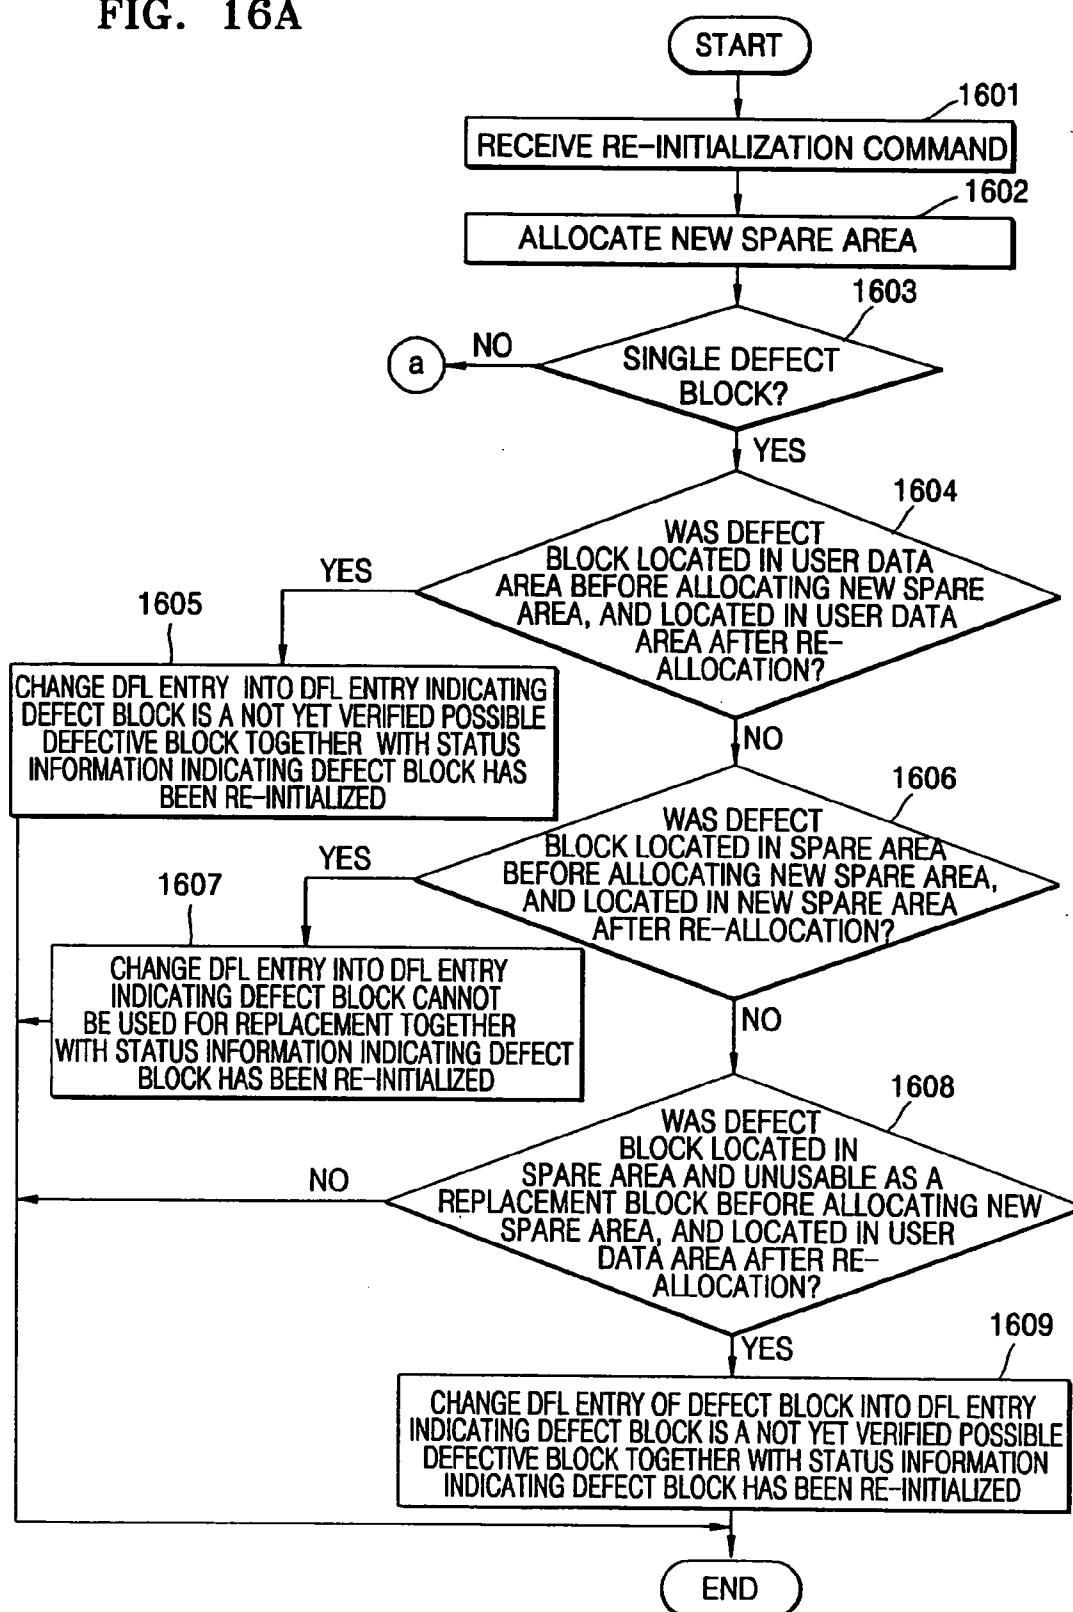 FIG. 16A
START
1601
RECEIVE RE-INITIALIZATION COMMAND
1602
ALLOCATE NEW SPARE AREA
1603
SINGLE DEFECT
BLOCK?
NO
a
YES
1604
WAS DEFECT
BLOCK LOCATED IN USER DATA
AREA BEFORE ALLOCATING NEW SPARE
AREA, AND LOCATED IN USER DATA
AREA AFTER RE-
ALLOCATION?
YES
1605
CHANGE DFL ENTRY INTO DFL ENTRY INDICATING
DEFECT BLOCK IS A NOT YET VERIFIED POSSIBLE
DEFECTIVE BLOCK TOGETHER WITH STATUS
INFORMATION INDICATING DEFECT BLOCK HAS
BEEN RE-INITIALIZED
NO
1606
WAS DEFECT
BLOCK LOCATED IN SPARE AREA
BEFORE ALLOCATING NEW SPARE AREA,
AND LOCATED IN NEW SPARE AREA
AFTER RE-ALLOCATION?
YES
1607
CHANGE DFL ENTRY INTO DFL ENTRY
INDICATING DEFECT BLOCK CANNOT
BE USED FOR REPLACEMENT TOGETHER
WITH STATUS INFORMATION INDICATING DEFECT
BLOCK HAS BEEN RE-INITIALIZED
NO
1608
WAS DEFECT
BLOCK LOCATED IN
SPARE AREA AND UNUSABLE AS A
REPLACEMENT BLOCK BEFORE ALLOCATING NEW
SPARE AREA, AND LOCATED IN USER
DATA AREA AFTER RE-
ALLOCATION?
NO
YES
1609
CHANGE DFL ENTRY OF DEFECT BLOCK INTO DFL ENTRY
INDICATING DEFECT BLOCK IS A NOT YET VERIFIED POSSIBLE
DEFECTIVE BLOCK TOGETHER WITH STATUS INFORMATION
INDICATING DEFECT BLOCK HAS BEEN RE-INITIALIZED
END